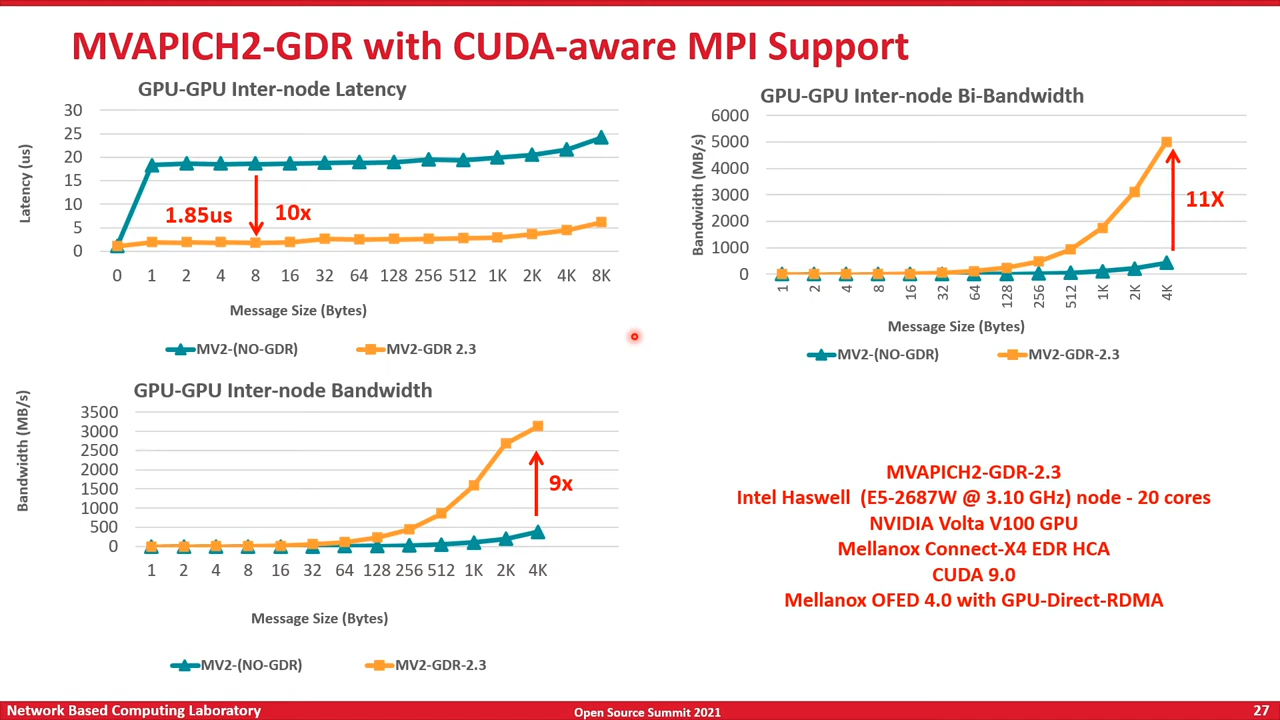 MVAPICH2-GDR with CUDA-aware MPI Support
GPU-GPU Inter-node Latency
30
25
20
15
10
5
0
Latency (us)
1.85us
10x
0 1 2 4 8 16 32 64 128 256 512 1K 2K 4K 8K
Message Size (Bytes)
MV2-(NO-GDR) MV2-GDR 2.3
GPU-GPU Inter-node Bi-Bandwidth
6000
5000
4000
3000
2000
1000
0
Bandwidth (MB/s)
11X
1 2 4 8 16 32 64 128 256 512 1K 2K 4K
Message Size (Bytes)
MV2-(NO-GDR) MV2-GDR-2.3
GPU-GPU Inter-node Bandwidth
3500
3000
2500
2000
1500
1000
500
0
Bandwidth (MB/s)
9x
1 2 4 8 16 32 64 128 256 512 1K 2K 4K
Message Size (Bytes)
MV2-(NO-GDR) MV2-GDR-2.3
MVAPICH2-GDR-2.3
Intel Haswell (E5-2687W @ 3.10 GHz) node - 20 cores
NVIDIA Volta V100 GPU
Mellanox Connect-X4 EDR HCA
CUDA 9.0
Mellanox OFED 4.0 with GPU-Direct-RDMA
Network Based Computing Laboratory
Open Source Summit 2021
27